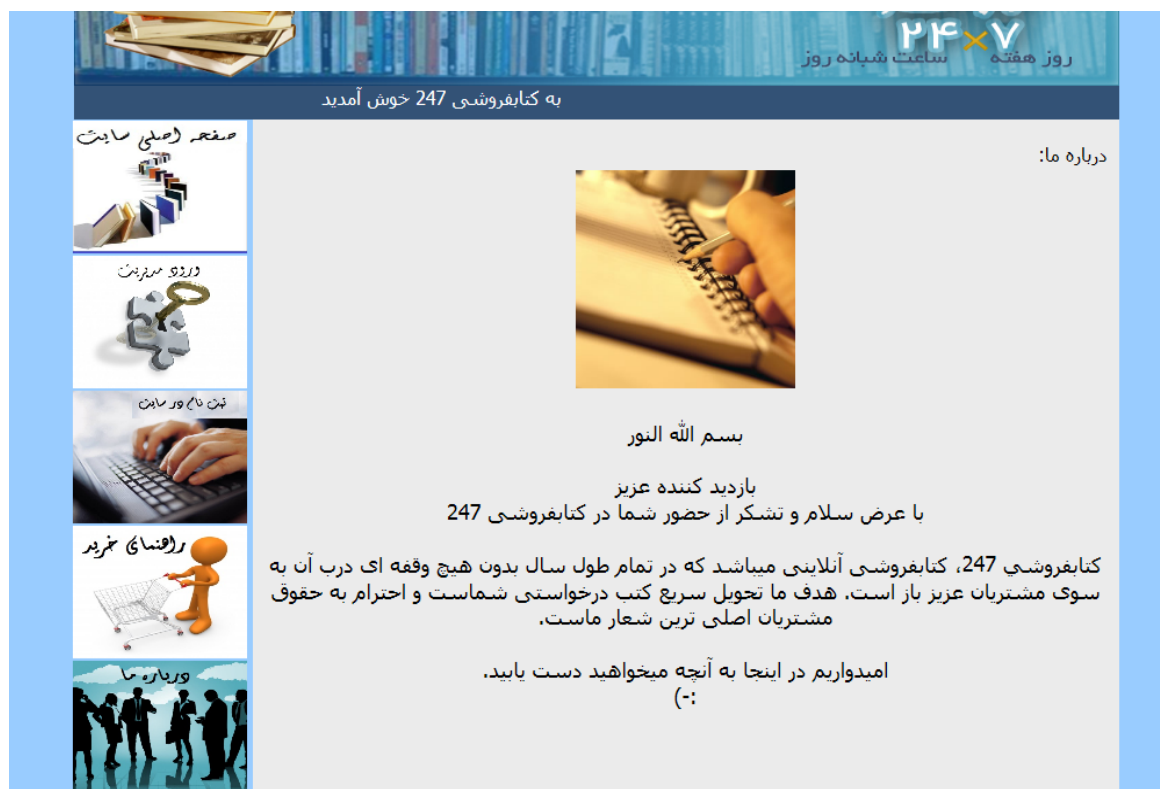 ۲۴×۷
روز هفته ساعت شبانه روز
به کتابفروشی 247 خوش آمدید
صفحه اصلی سایت
ورود مدیریت
ثبت نام در سایت
راهنمای خرید
درباره ما
درباره ما:
بسم الله النور
بازدید کننده عزیز
با عرض سلام و تشکر از حضور شما در کتابفروشی 247
کتابفروشي 247، کتابفروشی آنلاینی میباشد که در تمام طول سال بدون هیچ وقفه ای درب آن به
سوی مشتریان عزیز باز است. هدف ما تحویل سریع کتب درخواستی شماست و احترام به حقوق
مشتریان اصلی ترین شعار ماست.
امیدواریم در اینجا به آنچه میخواهید دست یابید.
:-)